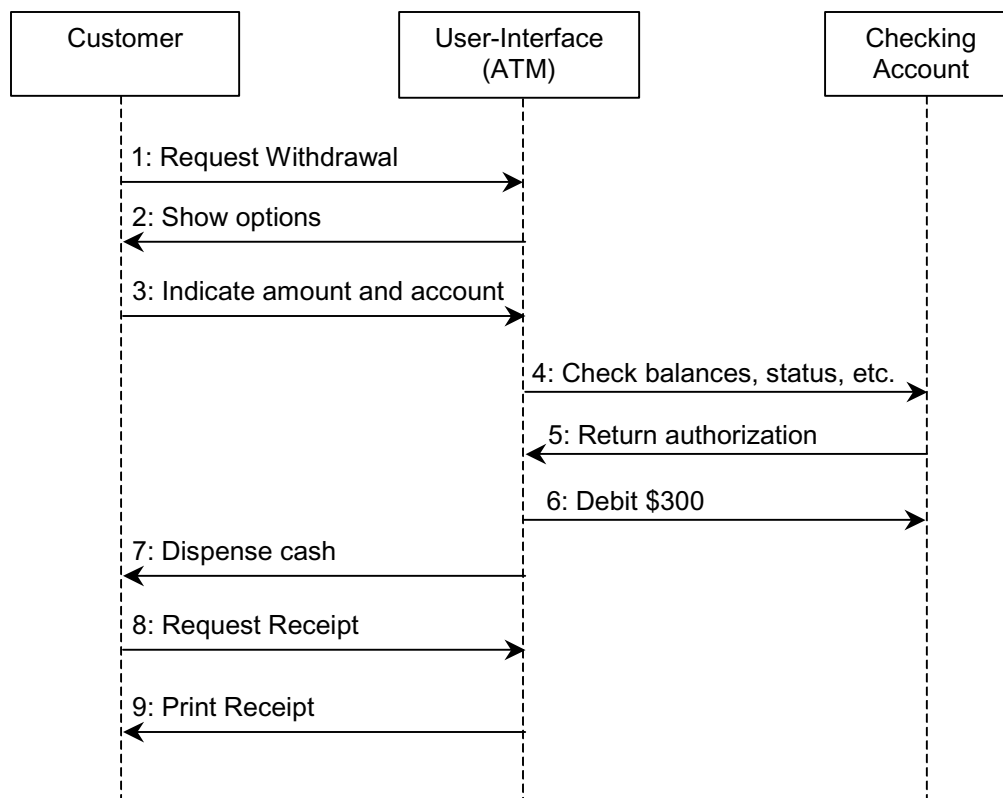 Customer
User-Interface
(ATM)
Checking
Account
1: Request Withdrawal
2: Show options
3: Indicate amount and account
4: Check balances, status, etc.
5: Return authorization
6: Debit $300
7: Dispense cash
8: Request Receipt
9: Print Receipt